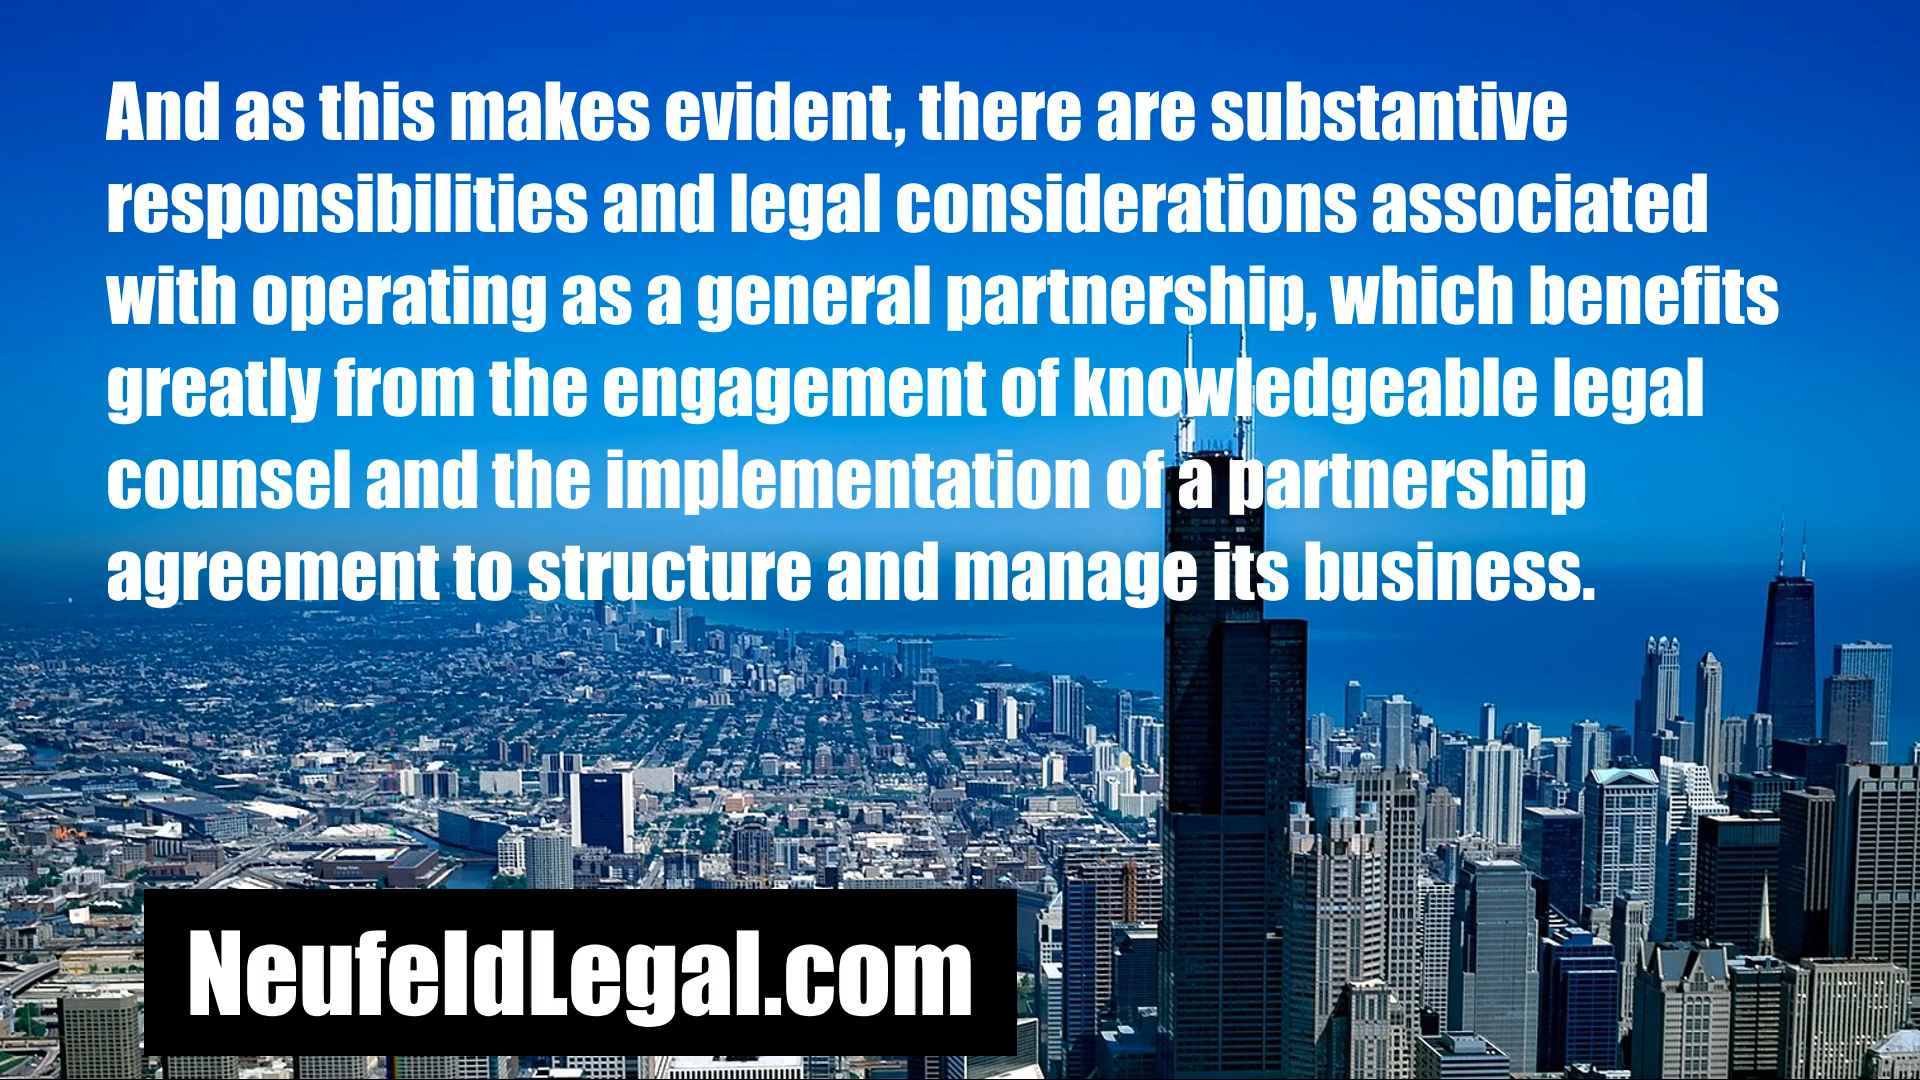 And as this makes evident, there are substantive
responsibilities and legal considerations associated
with operating as a general partnership, which benefits
greatly from the engagement of knowledgeable legal
counsel and the implementation of a partnership
agreement to structure and manage its business.
NeufeldLegal.com